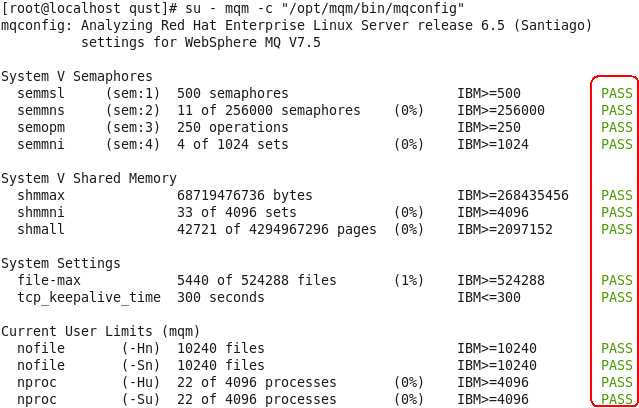 [root@localhost qust]# su - mqm -c "/opt/mqm/bin/mqconfig"
mqconfig: Analyzing Red Hat Enterprise Linux Server release 6.5 (Santiago)
          settings for WebSphere MQ V7.5

System V Semaphores
  semmsl     (sem:1)  500 semaphores                     IBM>=500          PASS
  semmns     (sem:2)  11 of 256000 semaphores    (0%)    IBM>=256000       PASS
  semopm     (sem:3)  250 operations                     IBM>=250          PASS
  semmni     (sem:4)  4 of 1024 sets             (0%)    IBM>=1024         PASS

System V Shared Memory
  shmmax              68719476736 bytes                  IBM>=268435456    PASS
  shmmni              33 of 4096 sets            (0%)    IBM>=4096         PASS
  shmall              42721 of 4294967296 pages  (0%)    IBM>=2097152      PASS

System Settings
  file-max            5440 of 524288 files       (1%)    IBM>=524288       PASS
  tcp_keepalive_time  300 seconds                        IBM<=300          PASS

Current User Limits (mqm)
  nofile       (-Hn)  10240 files                        IBM>=10240        PASS
  nofile       (-Sn)  10240 files                        IBM>=10240        PASS
  nproc        (-Hu)  22 of 4096 processes       (0%)    IBM>=4096         PASS
  nproc        (-Su)  22 of 4096 processes       (0%)    IBM>=4096         PASS